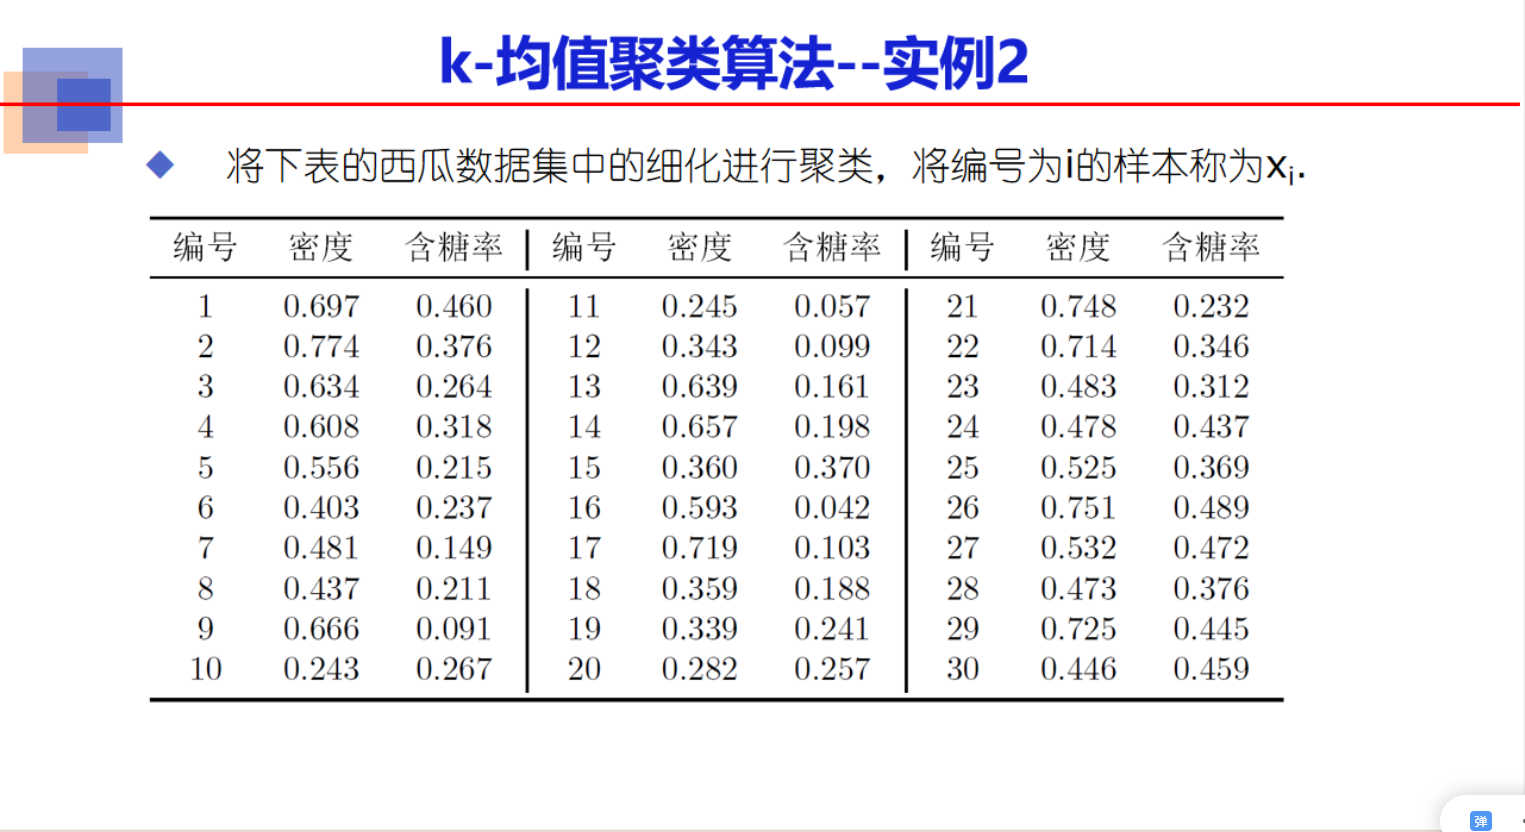 k-均值聚类算法--实例2
将下表的西瓜数据集中的细化进行聚类，将编号为i的样本称为xi.
编号 密度 含糖率 编号 密度 含糖率 编号 密度 含糖率
1 0.697 0.460 11 0.245 0.057 21 0.748 0.232
2 0.774 0.376 12 0.343 0.099 22 0.714 0.346
3 0.634 0.264 13 0.639 0.161 23 0.483 0.312
4 0.608 0.318 14 0.657 0.198 24 0.478 0.437
5 0.556 0.215 15 0.360 0.370 25 0.525 0.369
6 0.403 0.237 16 0.593 0.042 26 0.751 0.489
7 0.481 0.149 17 0.719 0.103 27 0.532 0.472
8 0.437 0.211 18 0.359 0.188 28 0.473 0.376
9 0.666 0.091 19 0.339 0.241 29 0.725 0.445
10 0.243 0.267 20 0.282 0.257 30 0.446 0.459
弹